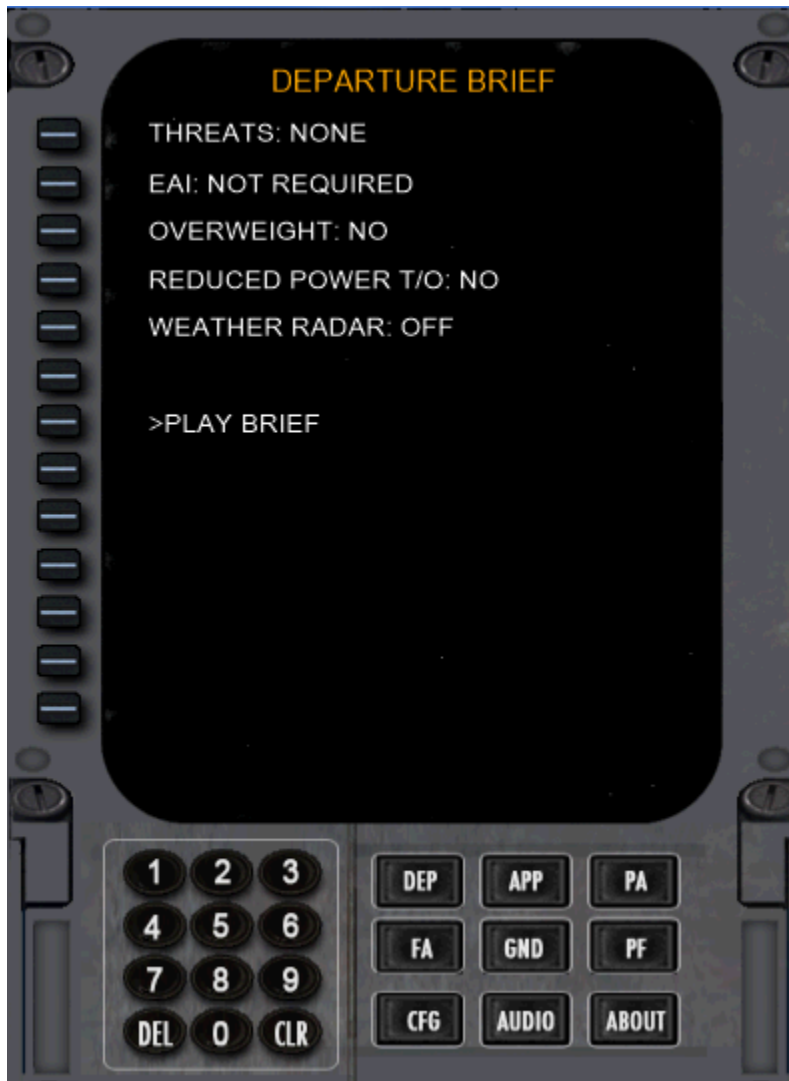 DEPARTURE BRIEF
THREATS: NONE
EAI: NOT REQUIRED
OVERWEIGHT: NO
REDUCED POWER T/O: NO
WEATHER RADAR: OFF
>PLAY BRIEF
1 2 3
4 5 6
7 8 9
DEL 0 CLR
DEP APP PA
FA GND PF
CFG AUDIO ABOUT